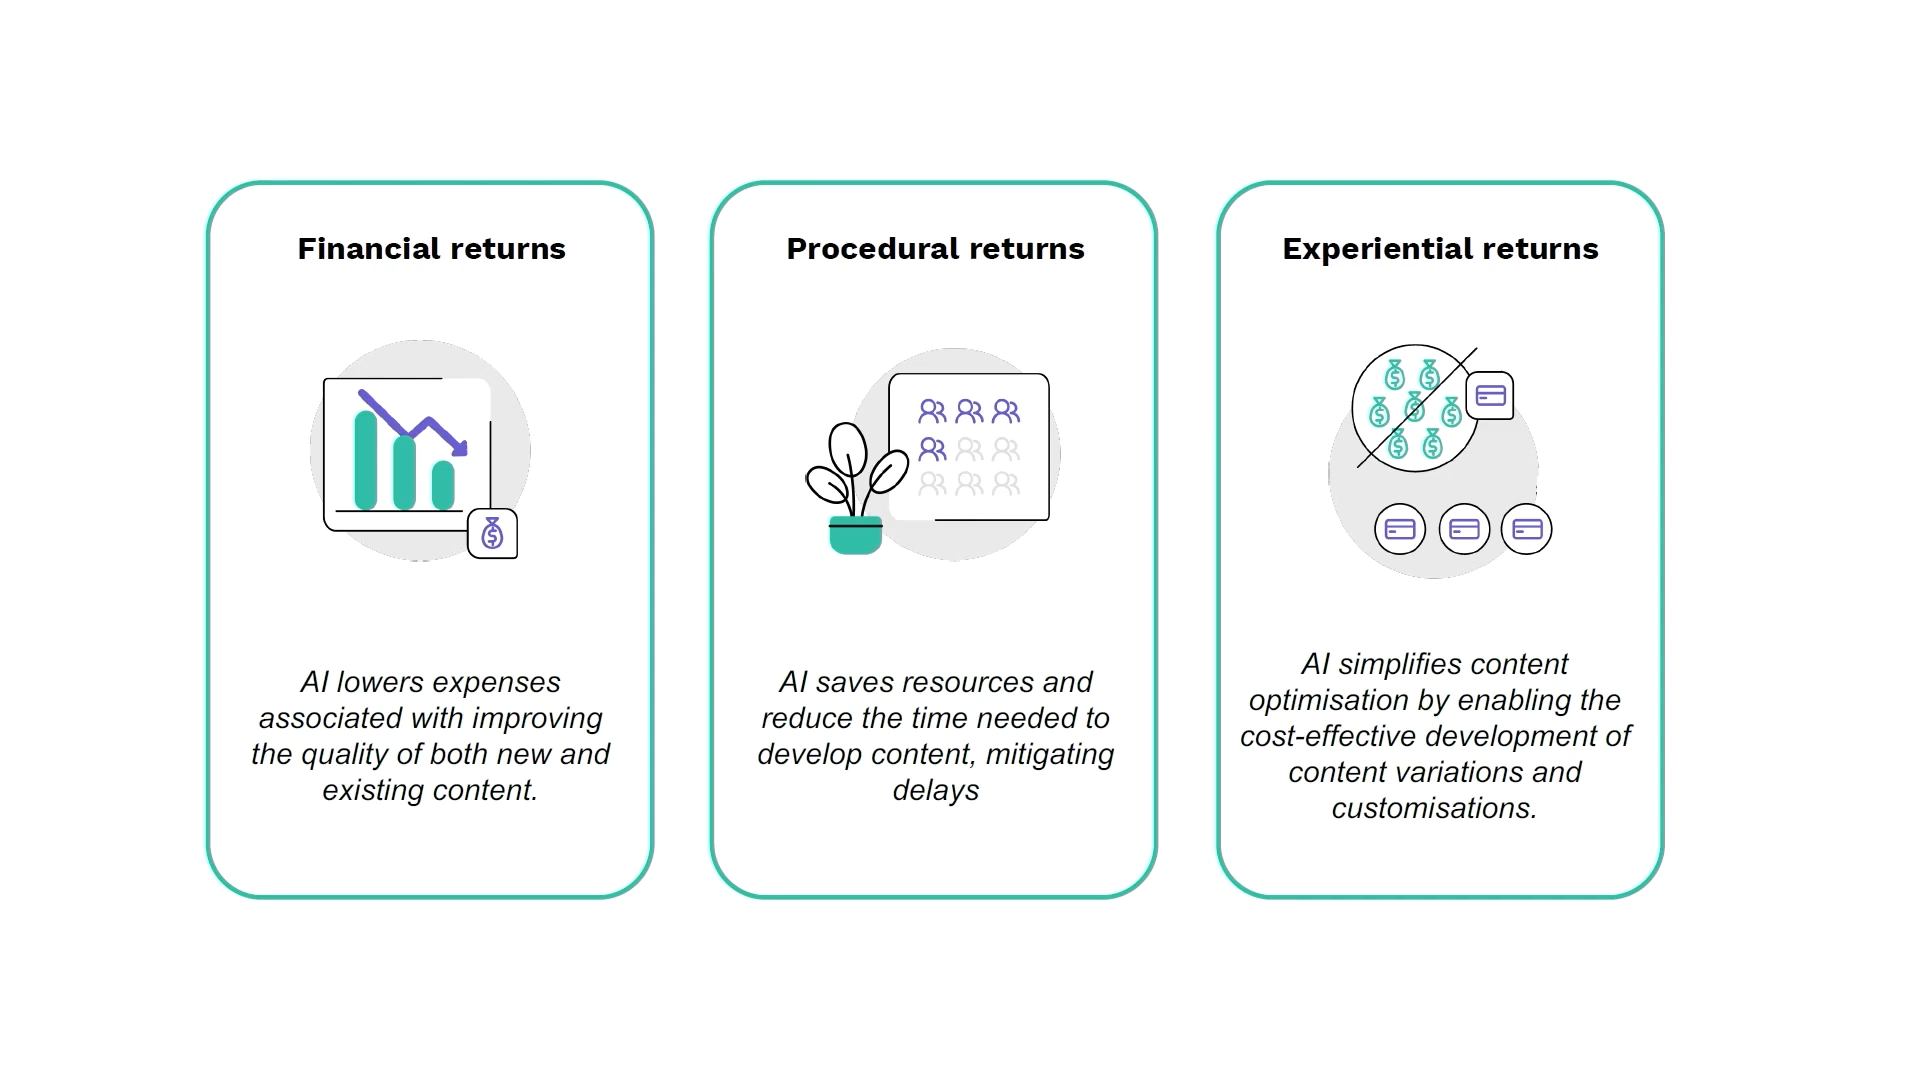 Financial returns
AI lowers expenses
associated with improving
the quality of both new and
existing content.
Procedural returns
AI saves resources and
reduce the time needed to
develop content, mitigating
delays
Experiential returns
AI simplifies content
optimisation by enabling the
cost-effective development of
content variations and
customisations.